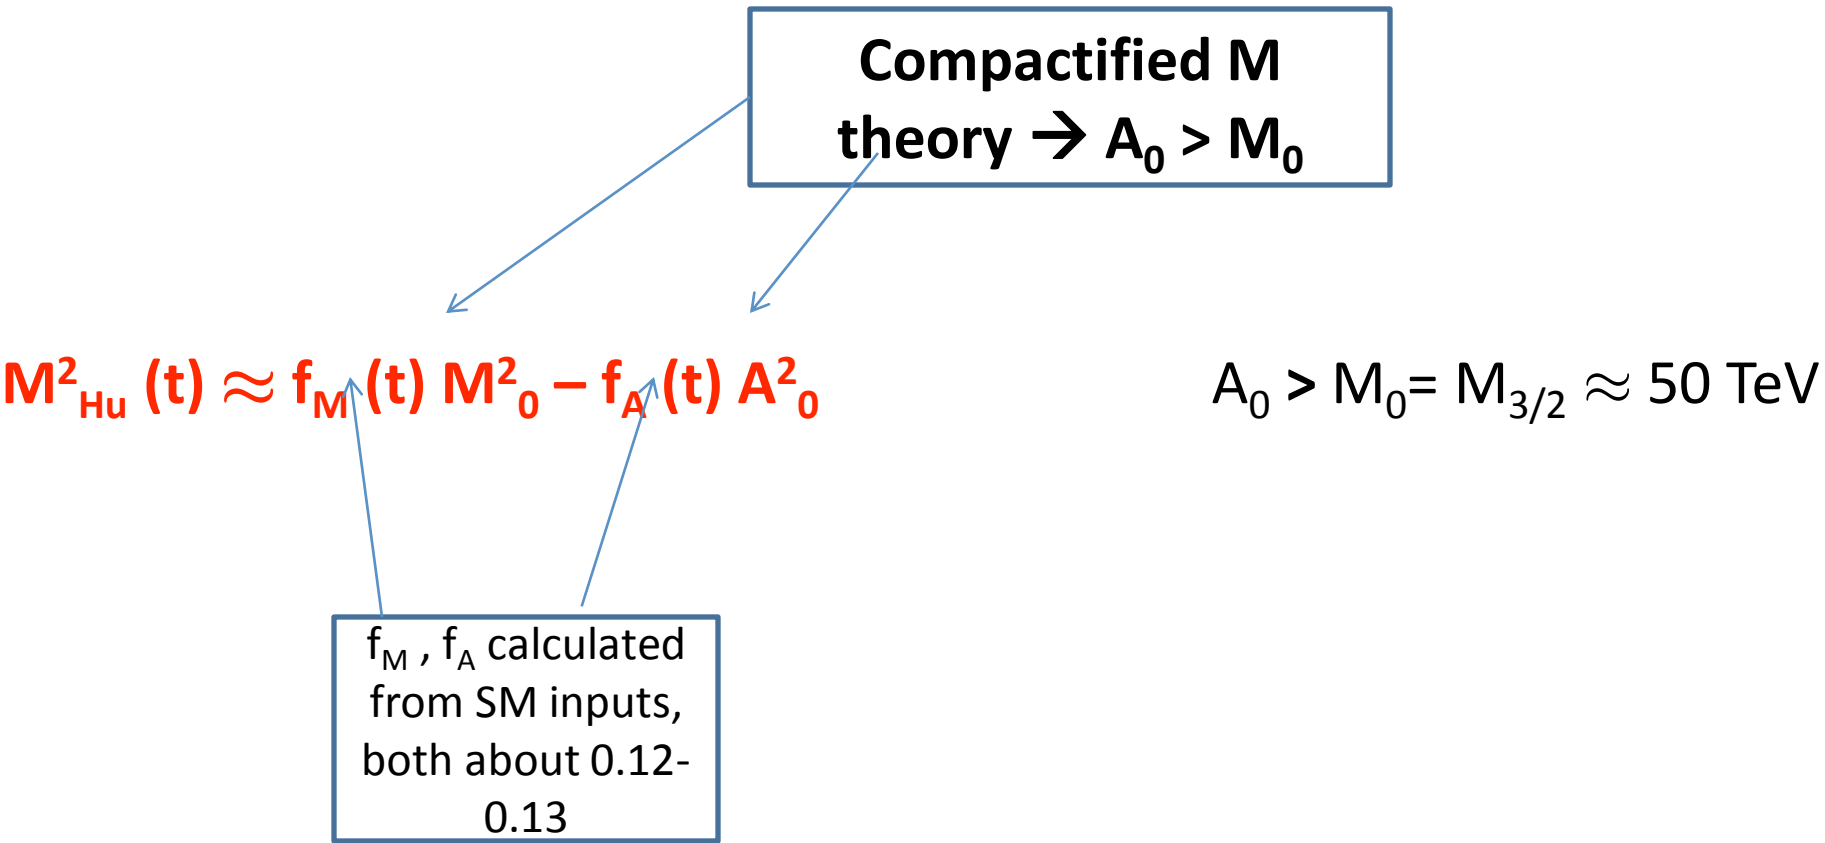 Compactified M
theory → A₀ > M₀
M²Hu (t) ≈ fM (t) M²₀ – fA (t) A²₀
A₀ > M₀= M₃/₂ ≈ 50 TeV
fM , fA calculated
from SM inputs,
both about 0.12-
0.13